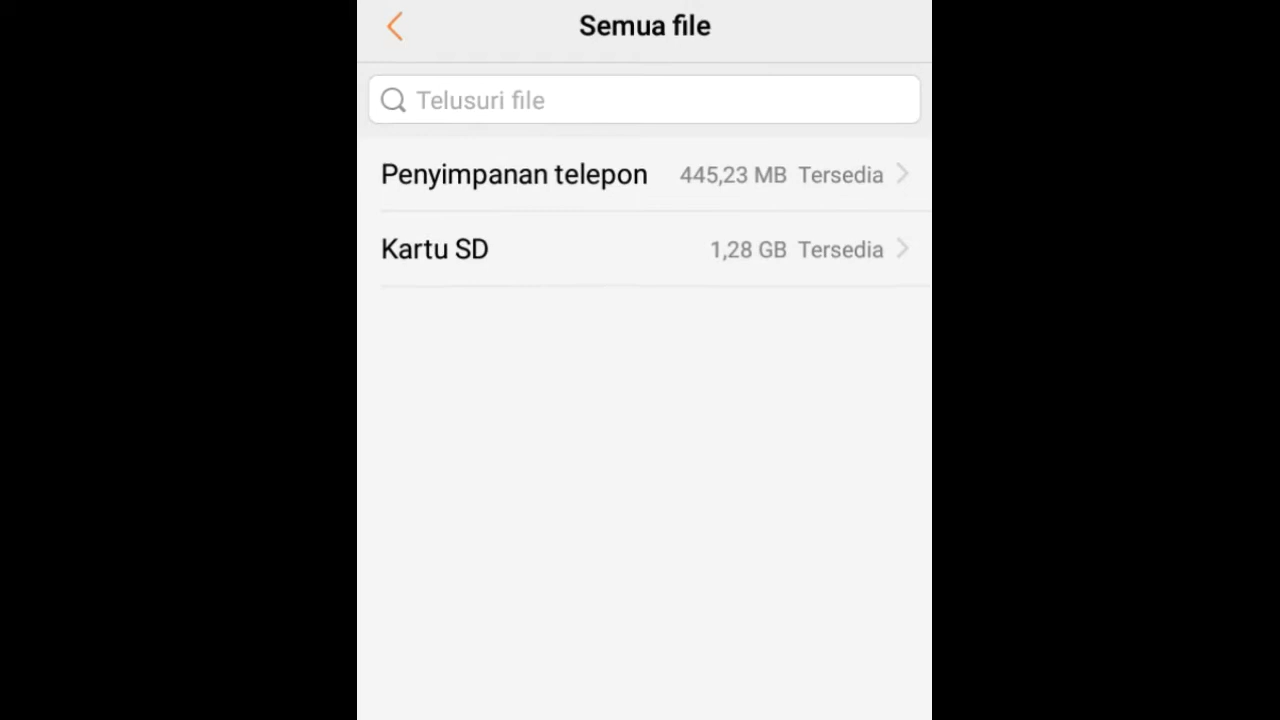 Semua file
Telusuri file
Penyimpanan telepon 445,23 MB Tersedia
Kartu SD 1,28 GB Tersedia